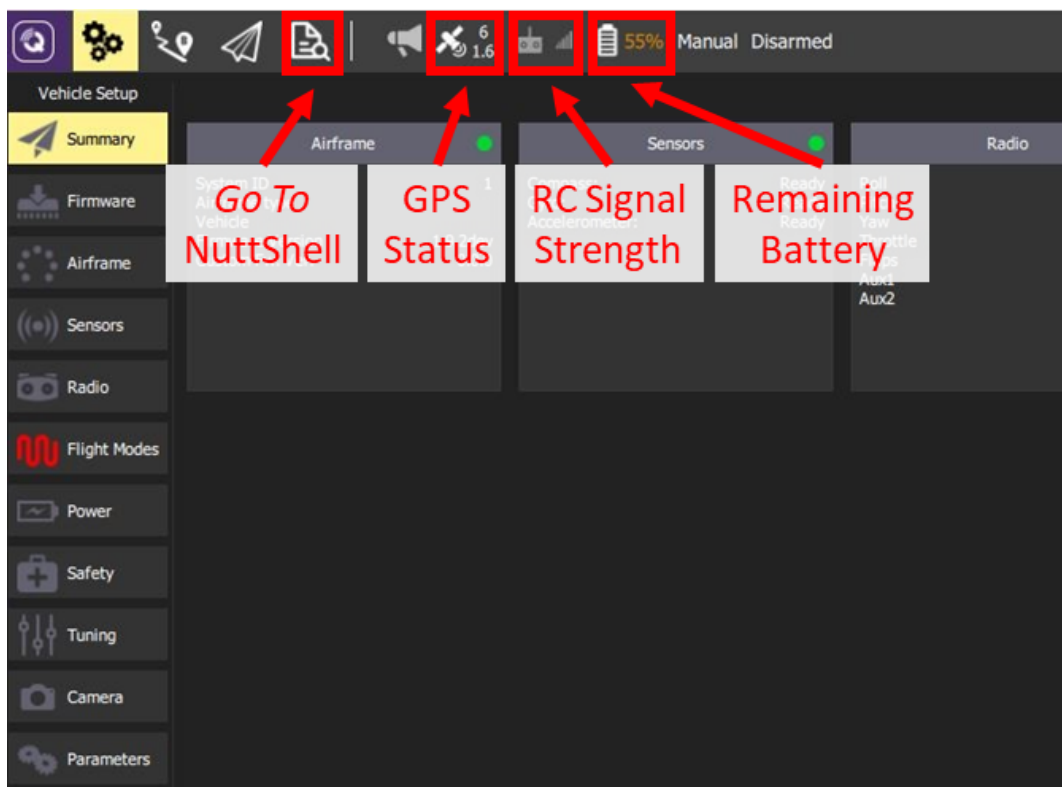 6
1.6
55% Manual Disarmed
Vehicle Setup
Summary
Firmware
Airframe
Sensors
Radio
Flight Modes
Power
Safety
Tuning
Camera
Parameters
Airframe
Sensors
Radio
System ID 1
Vehicle
Compass: Ready
Accelerometer: Ready
Roll
Yaw
Throttle
Aux1
Aux2
Go To
NuttShell
GPS
Status
RC Signal
Strength
Remaining
Battery